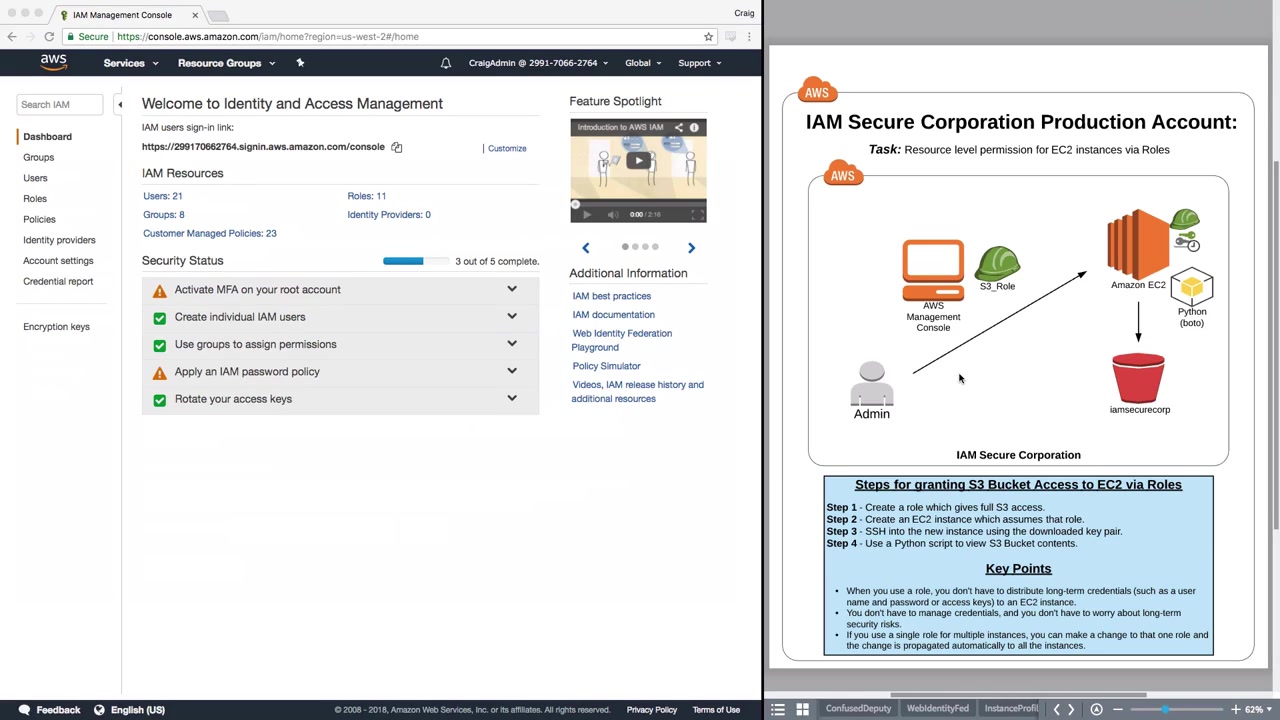 IAM Management Console
Craig
Secure
https://console.aws.amazon.com/iam/home?region=us-west-2#/home
aws
Services
Resource Groups
CraigAdmin @ 2991-7066-2764
Global
Support
Search IAM
Dashboard
Groups
Users
Roles
Policies
Identity providers
Account settings
Credential report
Encryption keys
Welcome to Identity and Access Management
IAM users sign-in link:
https://299170662764.signin.aws.amazon.com/console
Customize
IAM Resources
Users: 21
Roles: 11
Groups: 8
Identity Providers: 0
Customer Managed Policies: 23
Security Status
3 out of 5 complete.
Activate MFA on your root account
Create individual IAM users
Use groups to assign permissions
Apply an IAM password policy
Rotate your access keys
Feature Spotlight
Introduction to AWS IAM
0:00 / 2:16
Additional Information
IAM best practices
IAM documentation
Web Identity Federation
Playground
Policy Simulator
Videos, IAM release history and
additional resources
Feedback
English (US)
© 2008 - 2018, Amazon Web Services, Inc. or its affiliates. All rights reserved.
Privacy Policy
Terms of Use
AWS
IAM Secure Corporation Production Account:
Task: Resource level permission for EC2 instances via Roles
AWS
S3_Role
AWS
Management
Console
Amazon EC2
Python
(boto)
Admin
iamsecurecorp
IAM Secure Corporation
Steps for granting S3 Bucket Access to EC2 via Roles
Step 1 - Create a role which gives full S3 access.
Step 2 - Create an EC2 instance which assumes that role.
Step 3 - SSH into the new instance using the downloaded key pair.
Step 4 - Use a Python script to view S3 Bucket contents.
Key Points
• When you use a role, you don't have to distribute long-term credentials (such as a user
name and password or access keys) to an EC2 instance.
• You don't have to manage credentials, and you don't have to worry about long-term
security risks.
• If you use a single role for multiple instances, you can make a change to that one role and
the change is propagated automatically to all the instances.
ConfusedDeputy
WebIdentityFed
InstanceProfil
62%